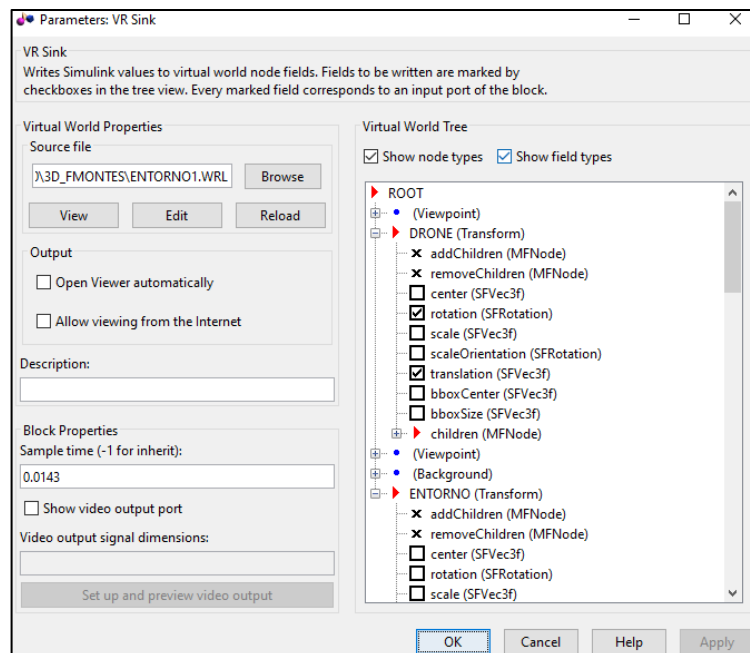 Parameters: VR Sink
VR Sink
Writes Simulink values to virtual world node fields. Fields to be written are marked by
checkboxes in the tree view. Every marked field corresponds to an input port of the block.
Virtual World Properties
Source file
)\3D_FMONTES\ENTORNO1.WRL
Browse
View
Edit
Reload
Output
Open Viewer automatically
Allow viewing from the Internet
Description:
Block Properties
Sample time (-1 for inherit):
0.0143
Show video output port
Video output signal dimensions:
Set up and preview video output
Virtual World Tree
Show node types
Show field types
ROOT
(Viewpoint)
DRONE (Transform)
addChildren (MFNode)
removeChildren (MFNode)
center (SFVec3f)
rotation (SFRotation)
scale (SFVec3f)
scaleOrientation (SFRotation)
translation (SFVec3f)
bboxCenter (SFVec3f)
bboxSize (SFVec3f)
children (MFNode)
(Viewpoint)
(Background)
ENTORNO (Transform)
addChildren (MFNode)
removeChildren (MFNode)
center (SFVec3f)
rotation (SFRotation)
scale (SFVec3f)
OK
Cancel
Help
Apply